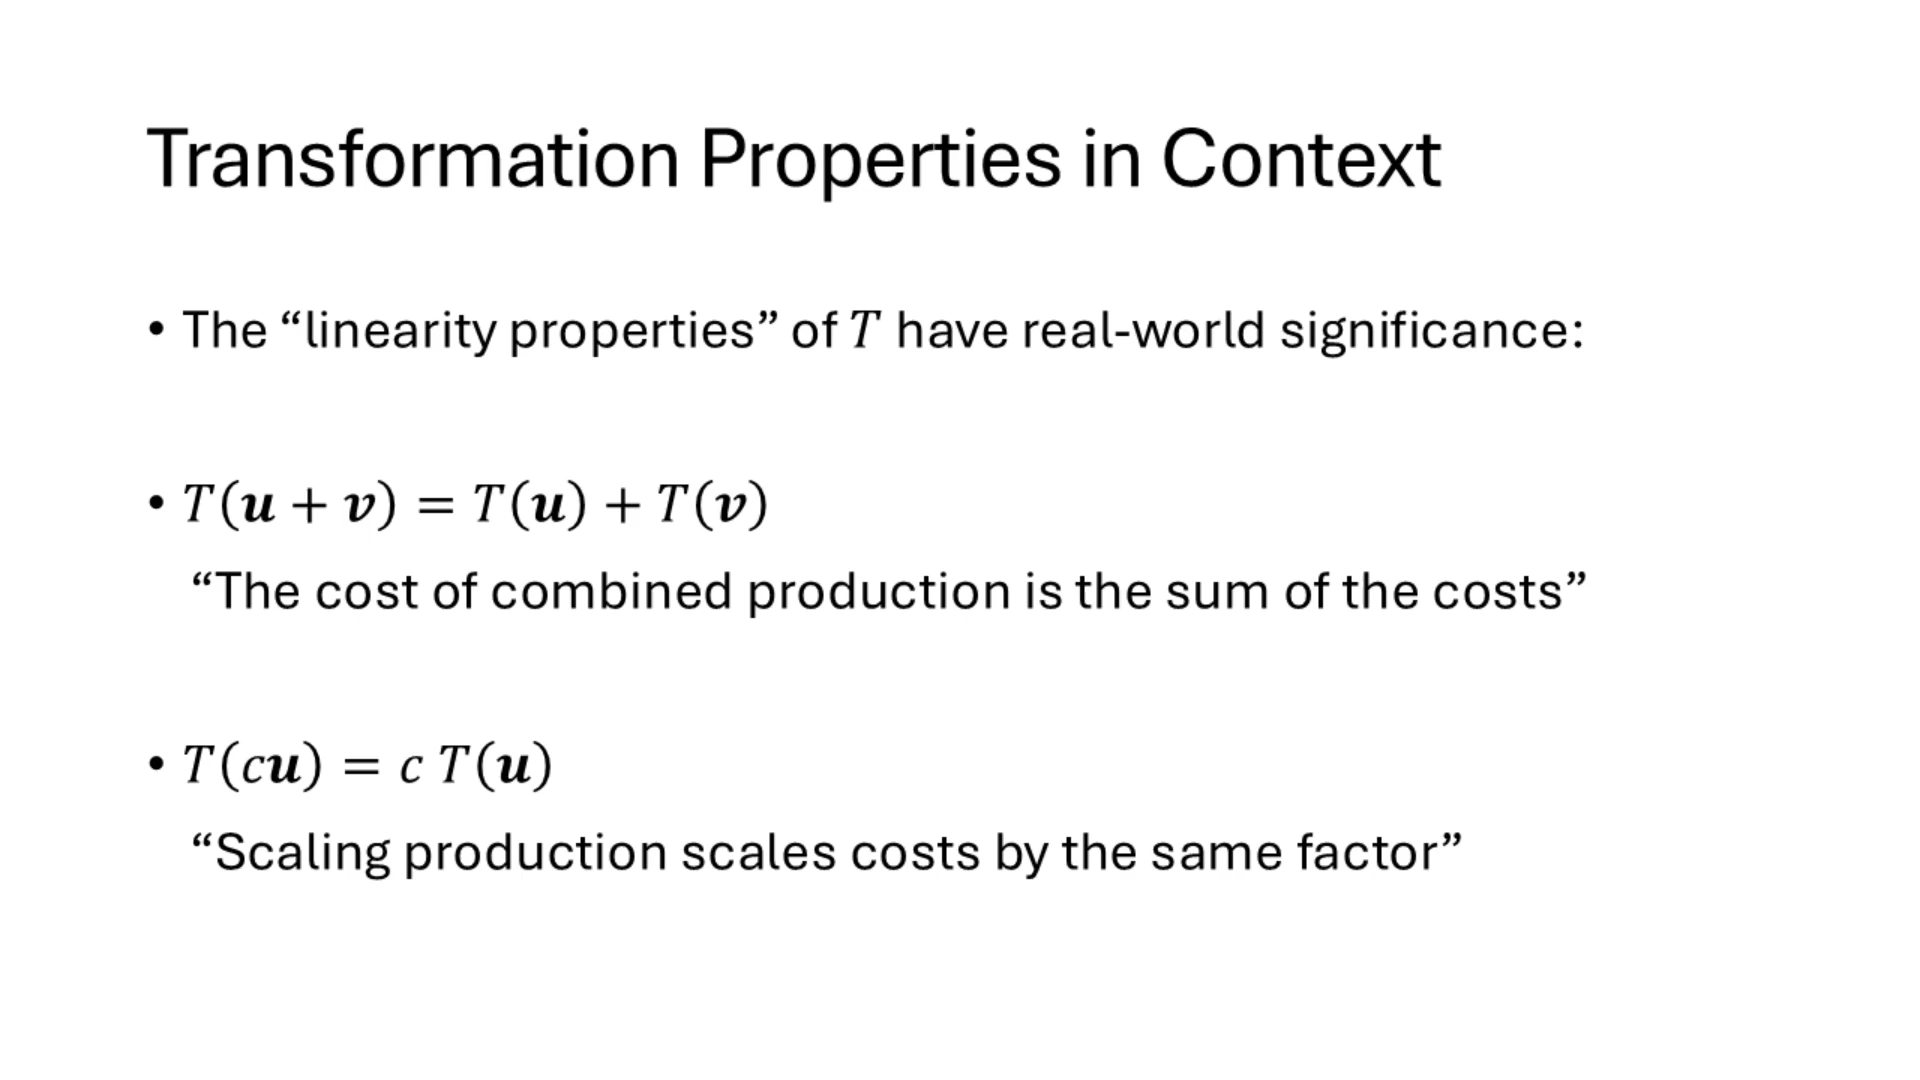 Transformation Properties in Context
• The “linearity properties” of 𝑇 have real-world significance:
• 𝑇(𝒖 + 𝒗) = 𝑇(𝒖) + 𝑇(𝒗)
“The cost of combined production is the sum of the costs”
• 𝑇(𝑐𝒖) = 𝑐 𝑇(𝒖)
“Scaling production scales costs by the same factor”